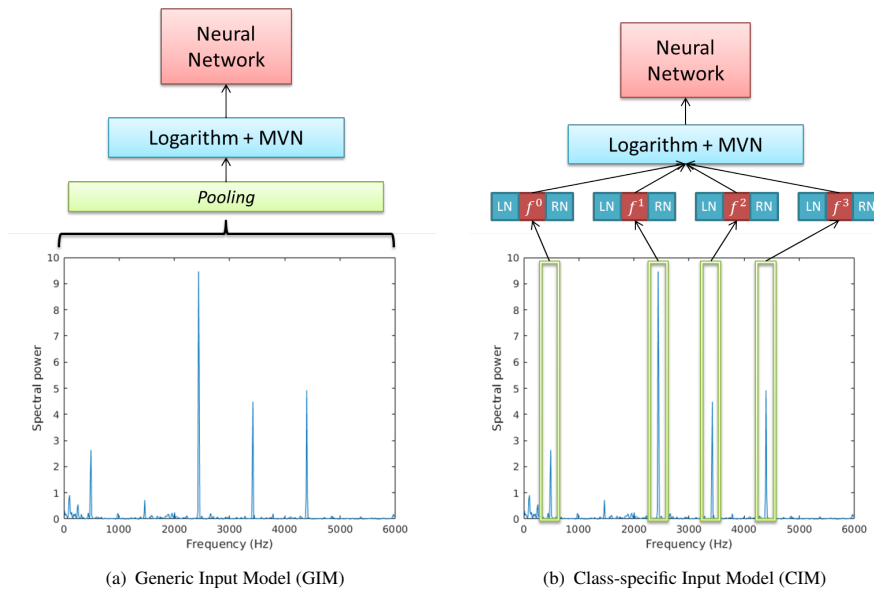 Neural
Network
Logarithm + MVN
Pooling
10
9
8
7
6
5
4
3
2
1
0
Spectral power
0 1000 2000 3000 4000 5000 6000
Frequency (Hz)
(a) Generic Input Model (GIM)
Neural
Network
Logarithm + MVN
LN f⁰ RN LN f¹ RN LN f² RN LN f³ RN
10
9
8
7
6
5
4
3
2
1
0
Spectral power
0 1000 2000 3000 4000 5000 6000
Frequency (Hz)
(b) Class-specific Input Model (CIM)